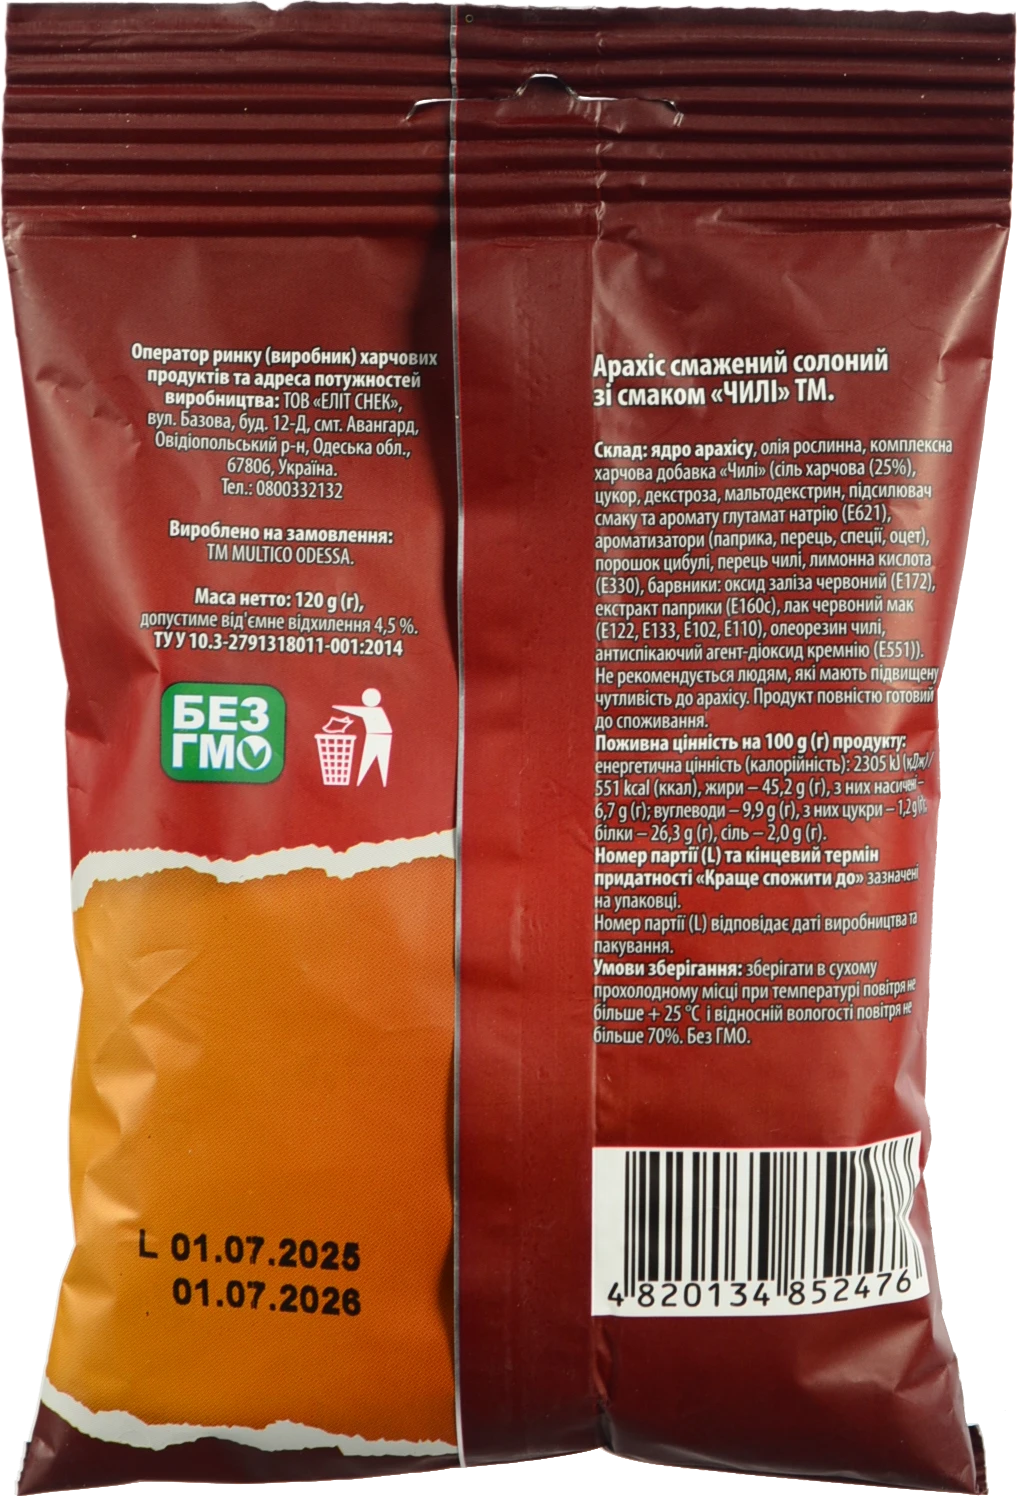 Оператор ринку (виробник) харчових
продуктів та адреса потужностей
виробництва: ТОВ «ЕЛІТ СНЕК»,
вул. Базова, буд. 12-Д, смт. Авангард,
Овідіопольський р-н, Одеська обл.,
67806, Україна.
Тел.: 0800332132
Вироблено на замовлення:
ТМ MULTICO ODESSA.
Маса нетто: 120 g (г),
допустиме від'ємне відхилення 4,5 %.
ТУ У 10.3-2791318011-001:2014
БЕЗ
ГМО
L 01.07.2025
01.07.2026
Арахіс смажений солоний
зі смаком «ЧИЛІ» ТМ.
Склад: ядро арахісу, олія рослинна, комплексна
харчова добавка «Чилі» (сіль харчова (25%),
цукор, декстроза, мальтодекстрин, підсилювач
смаку та аромату глутамат натрію (Е621),
ароматизатори (паприка, перець, спеції, оцет),
порошок цибулі, перець чилі, лимонна кислота
(Е330), барвники: оксид заліза червоний (Е172),
екстракт паприки (Е160с), лак червоний мак
(Е122, Е133, Е102, Е110), олеорезин чилі,
антиспікаючий агент-діоксид кремнію (Е551)).
Не рекомендується людям, які мають підвищену
чутливість до арахісу. Продукт повністю готовий
до споживання.
Поживна цінність на 100 g (г) продукту:
енергетична цінність (калорійність): 2305 kJ (кДж)/
551 kcal (ккал), жири – 45,2 g (г), з них насичені –
6,7 g (г); вуглеводи – 9,9 g (г), з них цукри – 1,2 g (г),
білки – 26,3 g (г), сіль – 2,0 g (г).
Номер партії (L) та кінцевий термін
придатності «Краще спожити до» зазначені
на упаковці.
Номер партії (L) відповідає даті виробництва та
пакування.
Умови зберігання: зберігати в сухому
прохолодному місці при температурі повітря не
більше + 25 °С і відносній вологості повітря не
більше 70%. Без ГМО.
4 820134 852476